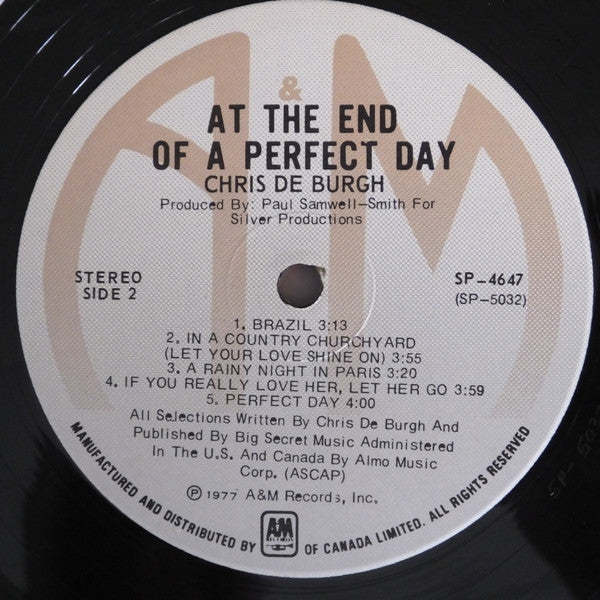 &
AT THE END
OF A PERFECT DAY
CHRIS DE BURGH
Produced By: Paul Samwell-Smith For
Silver Productions
STEREO
SIDE 2
SP-4647
(SP-5032)
1. BRAZIL 3:13
2. IN A COUNTRY CHURCHYARD
(LET YOUR LOVE SHINE ON) 3:55
3. A RAINY NIGHT IN PARIS 3:20
4. IF YOU REALLY LOVE HER, LET HER GO 3:59
5. PERFECT DAY 4:00
All Selections Written By Chris De Burgh And
Published By Big Secret Music Administered
In The U.S. And Canada By Almo Music
Corp. (ASCAP)
℗ 1977 A&M Records, Inc.
MANUFACTURED AND DISTRIBUTED BY A&M RECORDS OF CANADA LIMITED. ALL RIGHTS RESERVED